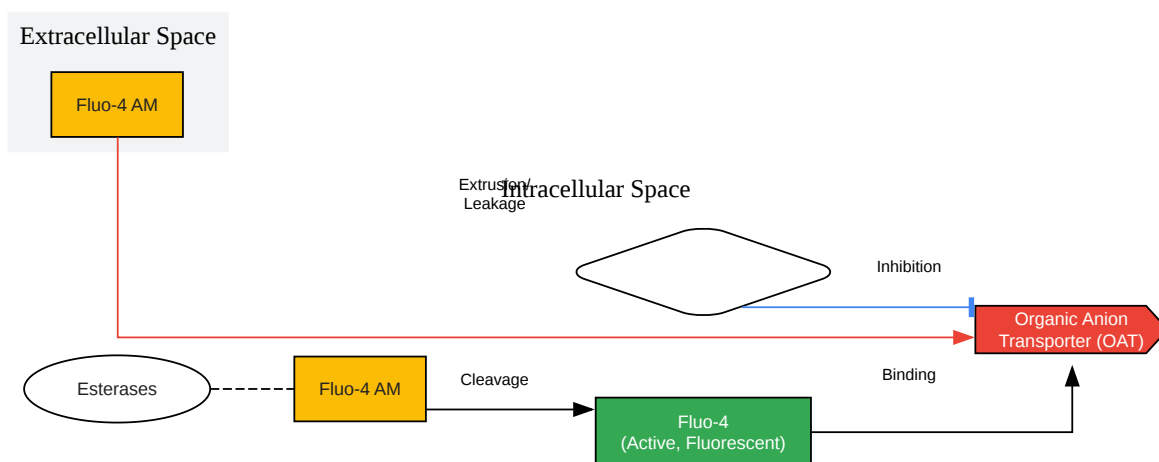 Extracellular Space
Fluo-4 AM
Extrusion/
Leakage
Intracellular Space
Inhibition
Organic Anion
Transporter (OAT)
Esterases
Fluo-4 AM
Cleavage
Binding
Fluo-4
(Active, Fluorescent)